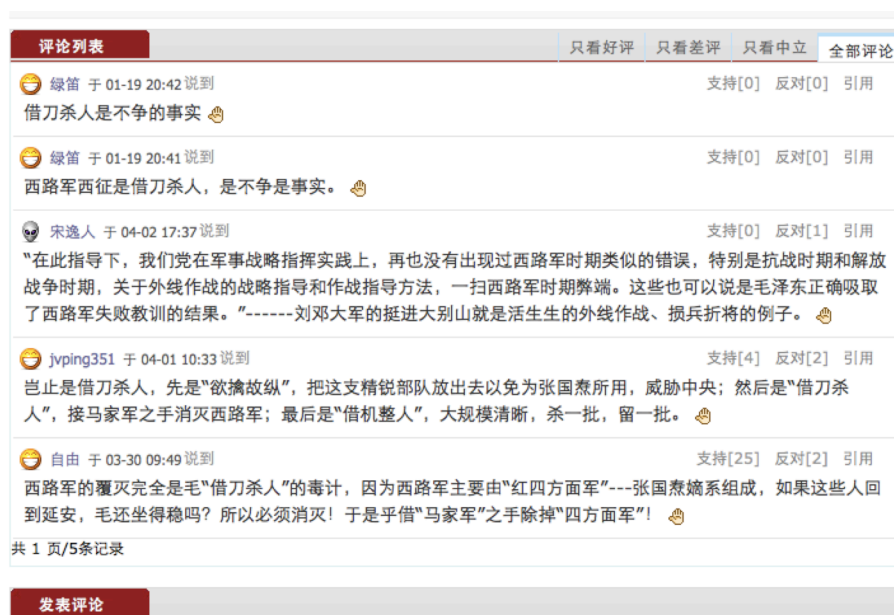 评论列表
只看好评 只看差评 只看中立 全部评论
绿笛 于 01-19 20:42 说到 支持[0] 反对[0] 引用
借刀杀人是不争的事实
绿笛 于 01-19 20:41 说到 支持[0] 反对[0] 引用
西路军西征是借刀杀人，是不争是事实。
宋逸人 于 04-02 17:37 说到 支持[0] 反对[1] 引用
“在此指导下，我们党在军事战略指挥实践上，再也没有出现过西路军时期类似的错误，特别是抗战时期和解放
战争时期，关于外线作战的战略指导和作战指导方法，一扫西路军时期弊端。这些也可以说是毛泽东正确吸取
了西路军失败教训的结果。”------刘邓大军的挺进大别山就是活生生的外线作战、损兵折将的例子。
jvping351 于 04-01 10:33 说到 支持[4] 反对[2] 引用
岂止是借刀杀人，先是“欲擒故纵”，把这支精锐部队放出去以免为张国焘所用，威胁中央；然后是“借刀杀
人”，接马家军之手消灭西路军；最后是“借机整人”，大规模清晰，杀一批，留一批。
自由 于 03-30 09:49 说到 支持[25] 反对[2] 引用
西路军的覆灭完全是毛“借刀杀人”的毒计，因为西路军主要由“红四方面军”---张国焘嫡系组成，如果这些人回
到延安，毛还坐得稳吗？所以必须消灭！于是乎借“马家军”之手除掉“四方面军”！
共 1 页/5条记录
发表评论